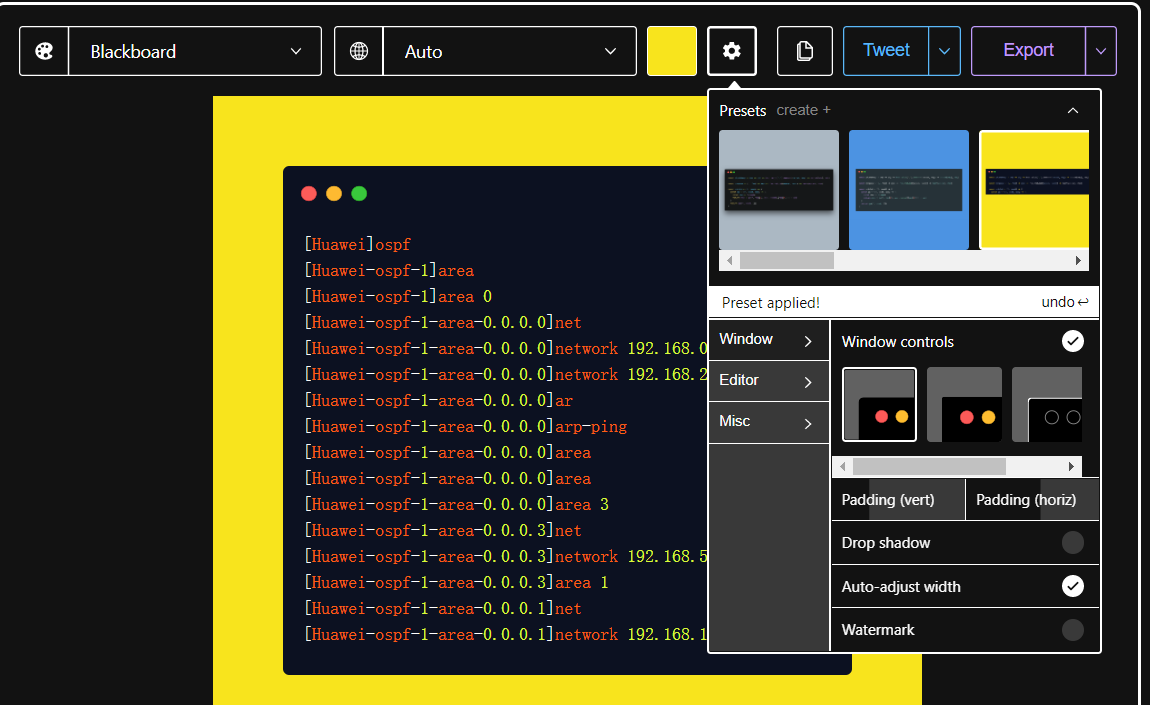 Blackboard
Auto
Tweet
Export
Presets create +
Preset applied! undo ↩
Window
Editor
Misc
Window controls
Padding (vert) Padding (horiz)
Drop shadow
Auto-adjust width
Watermark
[Huawei]ospf
[Huawei-ospf-1]area
[Huawei-ospf-1]area 0
[Huawei-ospf-1-area-0.0.0.0]net
[Huawei-ospf-1-area-0.0.0.0]network 192.168.0
[Huawei-ospf-1-area-0.0.0.0]network 192.168.2
[Huawei-ospf-1-area-0.0.0.0]ar
[Huawei-ospf-1-area-0.0.0.0]arp-ping
[Huawei-ospf-1-area-0.0.0.0]area
[Huawei-ospf-1-area-0.0.0.0]area
[Huawei-ospf-1-area-0.0.0.0]area 3
[Huawei-ospf-1-area-0.0.0.3]net
[Huawei-ospf-1-area-0.0.0.3]network 192.168.5
[Huawei-ospf-1-area-0.0.0.3]area 1
[Huawei-ospf-1-area-0.0.0.1]net
[Huawei-ospf-1-area-0.0.0.1]network 192.168.1